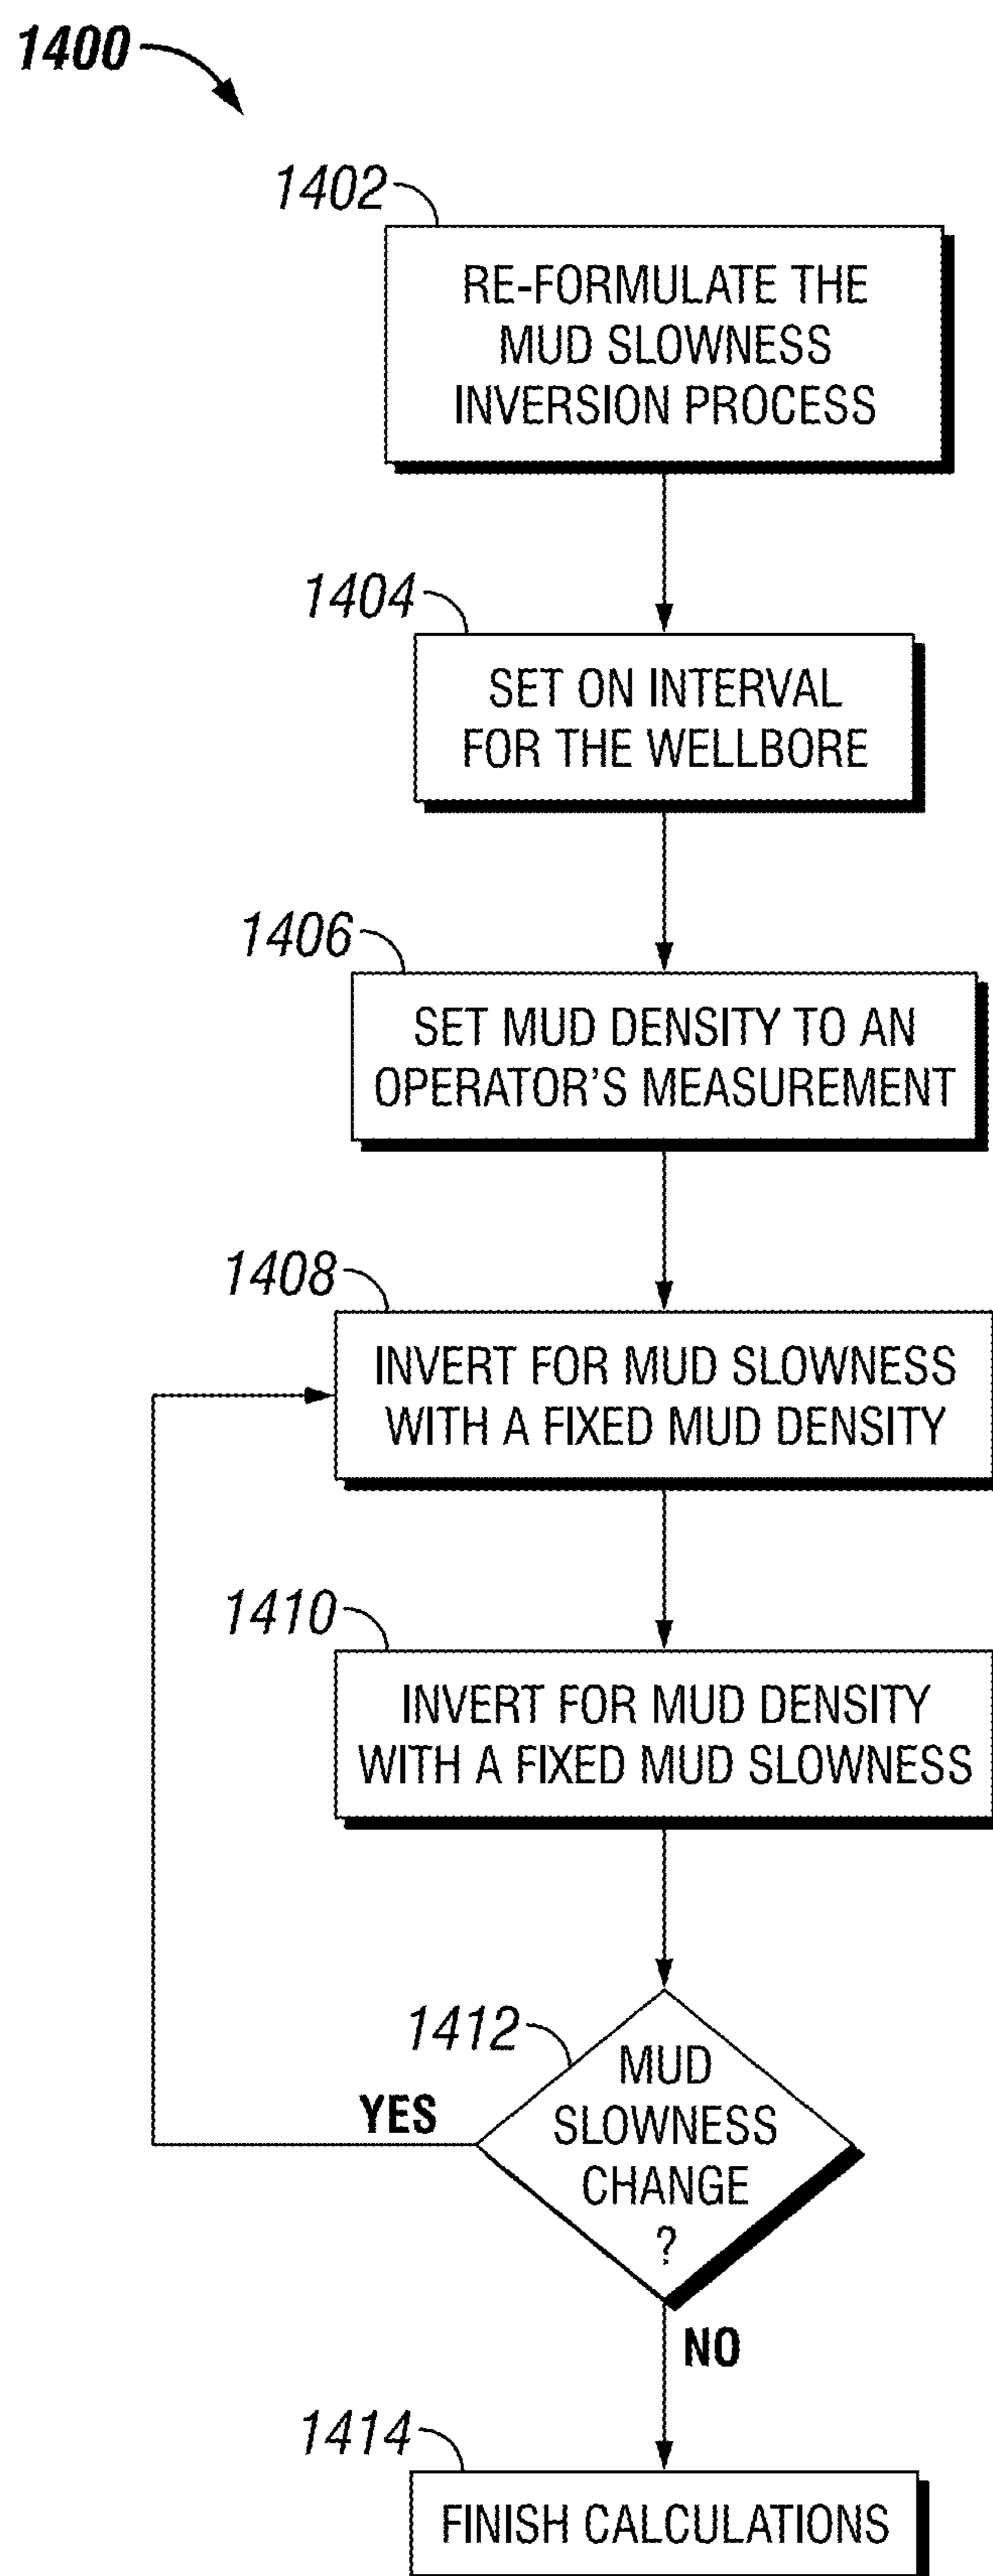 1400
1402
RE-FORMULATE THE
MUD SLOWNESS
INVERSION PROCESS
1404
SET ON INTERVAL
FOR THE WELLBORE
1406
SET MUD DENSITY TO AN
OPERATOR'S MEASUREMENT
1408
INVERT FOR MUD SLOWNESS
WITH A FIXED MUD DENSITY
1410
INVERT FOR MUD DENSITY
WITH A FIXED MUD SLOWNESS
1412
MUD
SLOWNESS
CHANGE
?
YES
NO
1414
FINISH CALCULATIONS